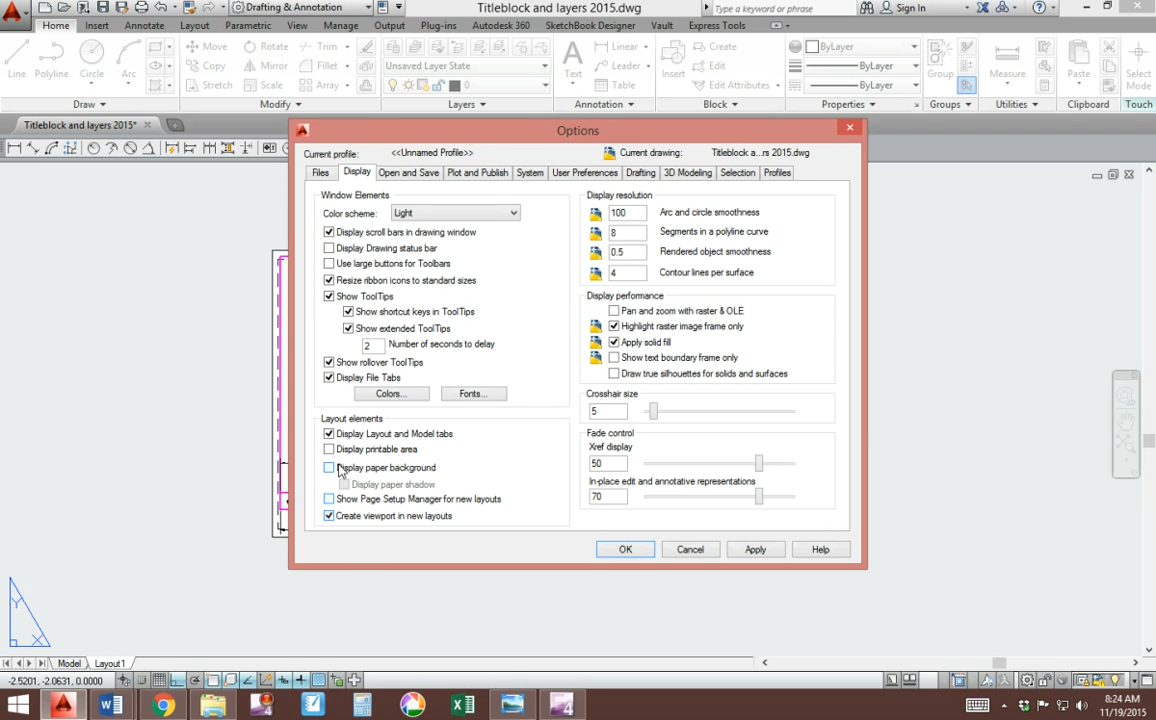 Drafting & Annotation
Titleblock and layers 2015.dwg
Type a keyword or phrase
Sign In
Home Insert Annotate Layout Parametric View Manage Output Plug-ins Autodesk 360 SketchBook Designer Vault Express Tools
Line Polyline Circle Arc
Move Rotate Trim
Copy Mirror Fillet
Stretch Scale Array
Unsaved Layer State
0
Text
Linear
Leader
Table
Insert
Create
Edit
Edit Attributes
ByLayer
ByLayer
ByLayer
Group
Measure
Paste
Select
Mode
Draw Modify Layers Annotation Block Properties Groups Utilities Clipboard Touch
Titleblock and layers 2015*
Options
Current profile: <<Unnamed Profile>> Current drawing: Titleblock a...rs 2015.dwg
Files Display Open and Save Plot and Publish System User Preferences Drafting 3D Modeling Selection Profiles
Window Elements
Color scheme: Light
Display scroll bars in drawing window
Display Drawing status bar
Use large buttons for Toolbars
Resize ribbon icons to standard sizes
Show ToolTips
Show shortcut keys in ToolTips
Show extended ToolTips
2 Number of seconds to delay
Show rollover ToolTips
Display File Tabs
Colors... Fonts...
Layout elements
Display Layout and Model tabs
Display printable area
Display paper background
Display paper shadow
Show Page Setup Manager for new layouts
Create viewport in new layouts
Display resolution
100 Arc and circle smoothness
8 Segments in a polyline curve
0.5 Rendered object smoothness
4 Contour lines per surface
Display performance
Pan and zoom with raster & OLE
Highlight raster image frame only
Apply solid fill
Show text boundary frame only
Draw true silhouettes for solids and surfaces
Crosshair size
5
Fade control
Xref display
50
In-place edit and annotative representations
70
OK Cancel Apply Help
Y
X
Model Layout1
-2.5201, -2.0631, 0.0000
8:24 AM
11/19/2015